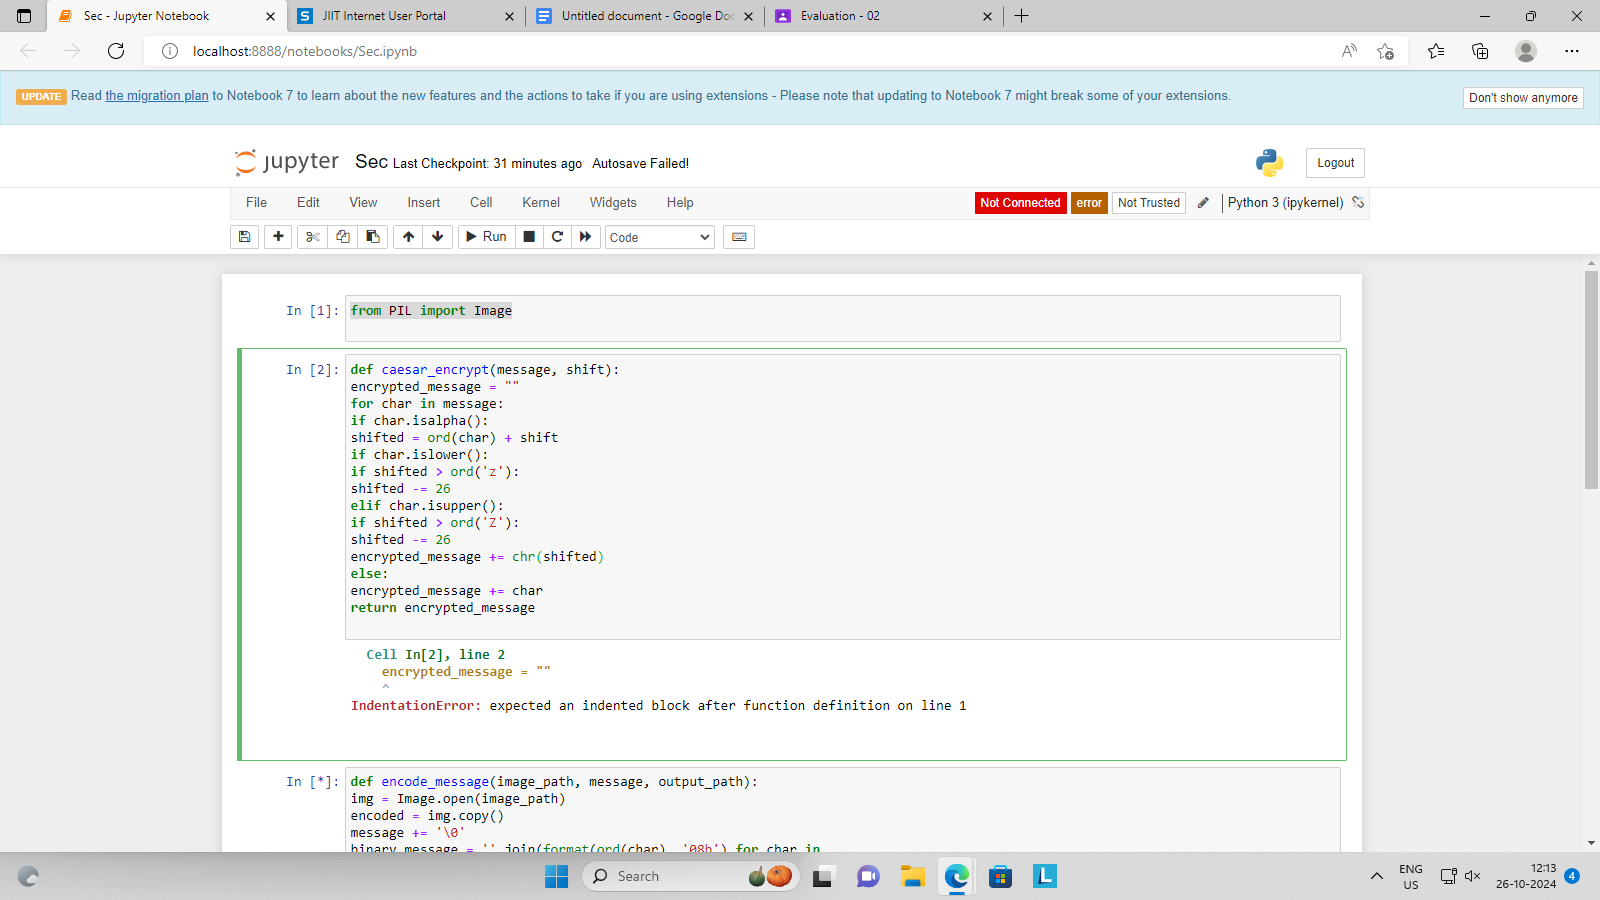 Sec - Jupyter Notebook
JIIT Internet User Portal
Untitled document - Google Doc
Evaluation - 02
localhost:8888/notebooks/Sec.ipynb
UPDATE Read the migration plan to Notebook 7 to learn about the new features and the actions to take if you are using extensions - Please note that updating to Notebook 7 might break some of your extensions.
Don't show anymore
jupyter Sec Last Checkpoint: 31 minutes ago Autosave Failed!
Logout
File Edit View Insert Cell Kernel Widgets Help
Not Connected error Not Trusted Python 3 (ipykernel)
Run Code
In [1]: from PIL import Image
In [2]: def caesar_encrypt(message, shift):
encrypted_message = ""
for char in message:
if char.isalpha():
shifted = ord(char) + shift
if char.islower():
if shifted > ord('z'):
shifted -= 26
elif char.isupper():
if shifted > ord('Z'):
shifted -= 26
encrypted_message += chr(shifted)
else:
encrypted_message += char
return encrypted_message
Cell In[2], line 2
encrypted_message = ""
^
IndentationError: expected an indented block after function definition on line 1
In [*]: def encode_message(image_path, message, output_path):
img = Image.open(image_path)
encoded = img.copy()
message += '\0'
binary_message = ''.join(format(ord(char), '08b') for char in
Search
ENG
US
12:13
26-10-2024
4